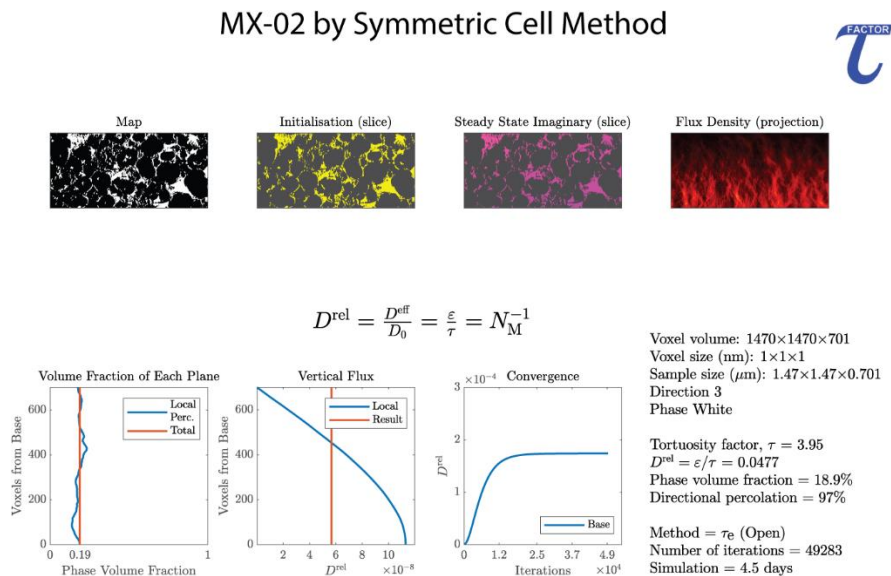 MX-02 by Symmetric Cell Method
FACTOR
τ
Map
Initialisation (slice)
Steady State Imaginary (slice)
Flux Density (projection)
D^rel = D^eff/D_0 = ε/τ = N_M^-1
Volume Fraction of Each Plane
Voxels from Base
600
400
200
0
Local
Perc.
Total
0 0.19 1
Phase Volume Fraction
Vertical Flux
Voxels from Base
600
400
200
0
Local
Result
0 2 4 6 8 10
×10^-8
D^rel
Convergence
×10^-4
D^rel
3
2
1
0
Base
0 1.3 2.5 3.7 4.9
×10^4
Iterations
Voxel volume: 1470×1470×701
Voxel size (nm): 1×1×1
Sample size (μm): 1.47×1.47×0.701
Direction 3
Phase White
Tortuosity factor, τ = 3.95
D^rel = ε/τ = 0.0477
Phase volume fraction = 18.9%
Directional percolation = 97%
Method = τ_e (Open)
Number of iterations = 49283
Simulation = 4.5 days